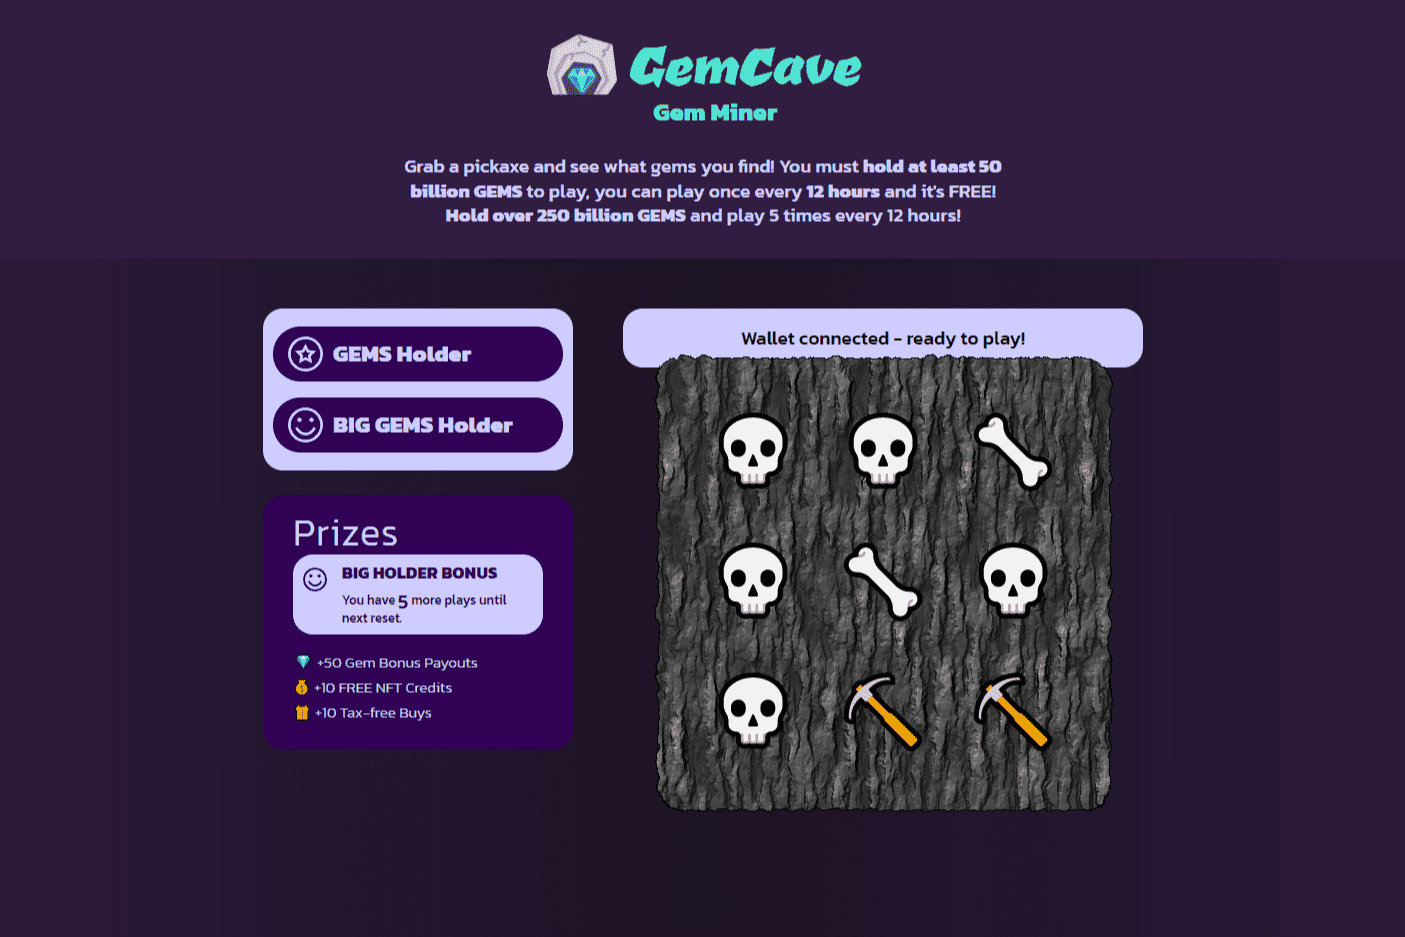 GemCave
Gem Miner
Grab a pickaxe and see what gems you find! You must hold at least 50
billion GEMS to play, you can play once every 12 hours and it's FREE!
Hold over 250 billion GEMS and play 5 times every 12 hours!
GEMS Holder
BIG GEMS Holder
Prizes
BIG HOLDER BONUS
You have 5 more plays until
next reset.
+50 Gem Bonus Payouts
+10 FREE NFT Credits
+10 Tax-free Buys
Wallet connected - ready to play!